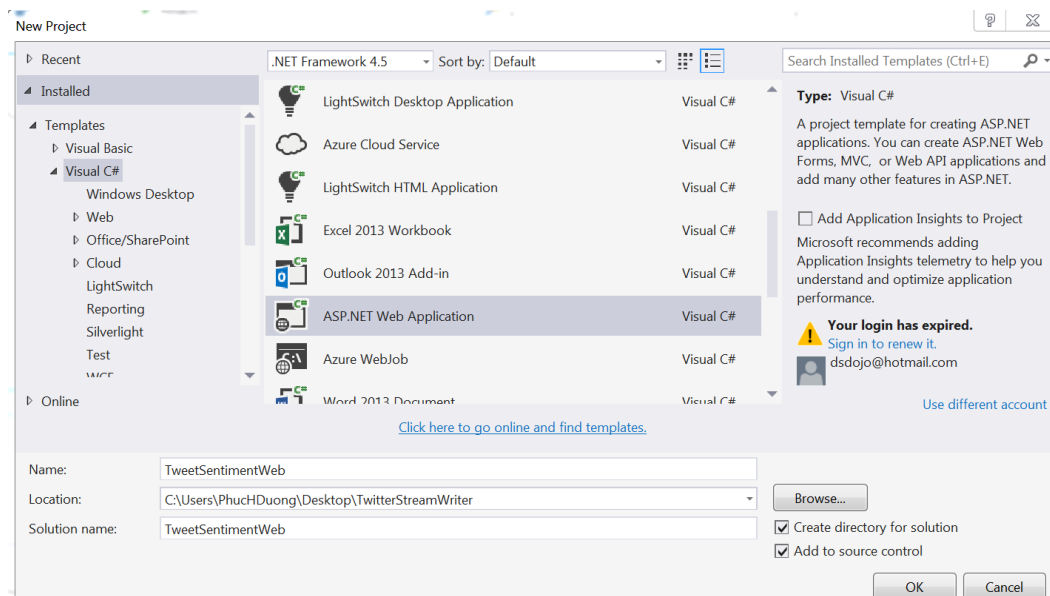 New Project
Recent
Installed
Templates
Visual Basic
Visual C#
Windows Desktop
Web
Office/SharePoint
Cloud
LightSwitch
Reporting
Silverlight
Test
WCF
Online
.NET Framework 4.5
Sort by:
Default
LightSwitch Desktop Application Visual C#
Azure Cloud Service Visual C#
LightSwitch HTML Application Visual C#
Excel 2013 Workbook Visual C#
Outlook 2013 Add-in Visual C#
ASP.NET Web Application Visual C#
Azure WebJob Visual C#
Word 2013 Document Visual C#
Click here to go online and find templates.
Search Installed Templates (Ctrl+E)
Type: Visual C#
A project template for creating ASP.NET
applications. You can create ASP.NET Web
Forms, MVC, or Web API applications and
add many other features in ASP.NET.
Add Application Insights to Project
Microsoft recommends adding
Application Insights telemetry to help you
understand and optimize application
performance.
Your login has expired.
Sign in to renew it.
dsdojo@hotmail.com
Use different account
Name: TweetSentimentWeb
Location: C:\Users\PhucHDuong\Desktop\TwitterStreamWriter
Browse...
Solution name: TweetSentimentWeb
Create directory for solution
Add to source control
OK
Cancel